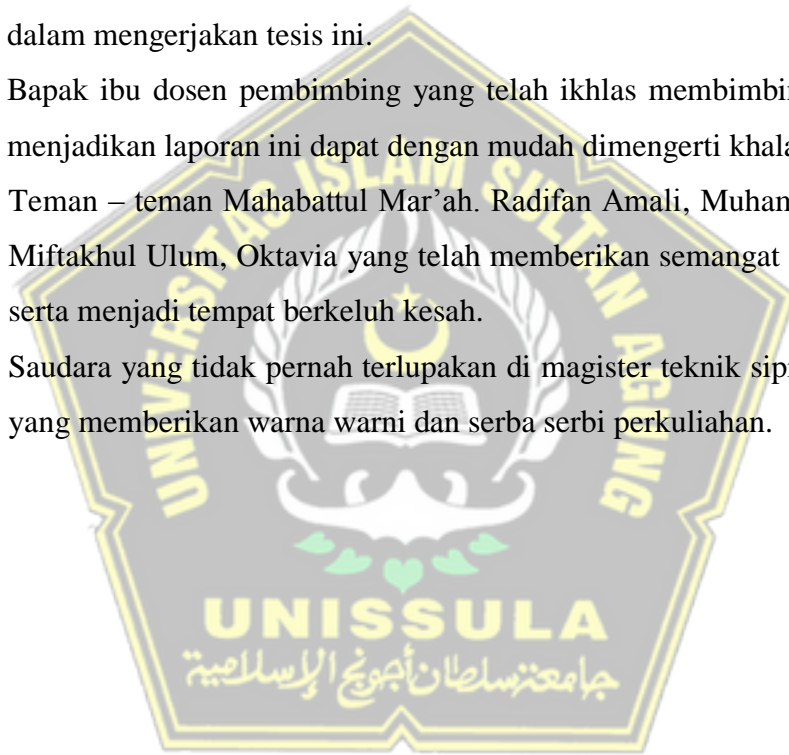 dalam mengerjakan tesis ini.
Bapak ibu dosen pembimbing yang telah ikhlas membimbin
menjadikan laporan ini dapat dengan mudah dimengerti khala
Teman – teman Mahabattul Mar’ah. Radifan Amali, Muham
Miftakhul Ulum, Oktavia yang telah memberikan semangat
serta menjadi tempat berkeluh kesah.
Saudara yang tidak pernah terlupakan di magister teknik sip
yang memberikan warna warni dan serba serbi perkuliahan.
UNIVERSITAS ISLAM SULTAN AGUNG
UNISSULA
جامعة سلطان أجونج الإسلامية